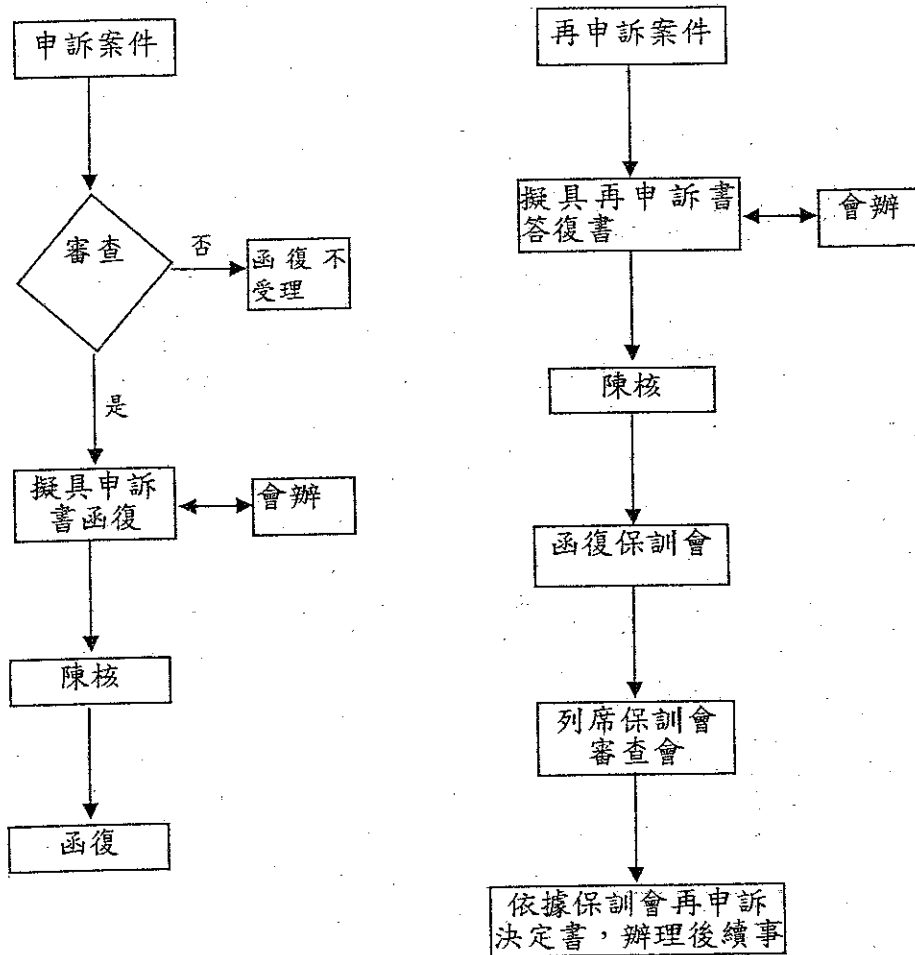 申訴案件
審查
否
函復不
受理
是
擬具申訴
書函復
會辦
陳核
函復
再申訴案件
擬具再申訴書
答復書
會辦
陳核
函復保訓會
列席保訓會
審查會
依據保訓會再申訴
決定書，辦理後續事